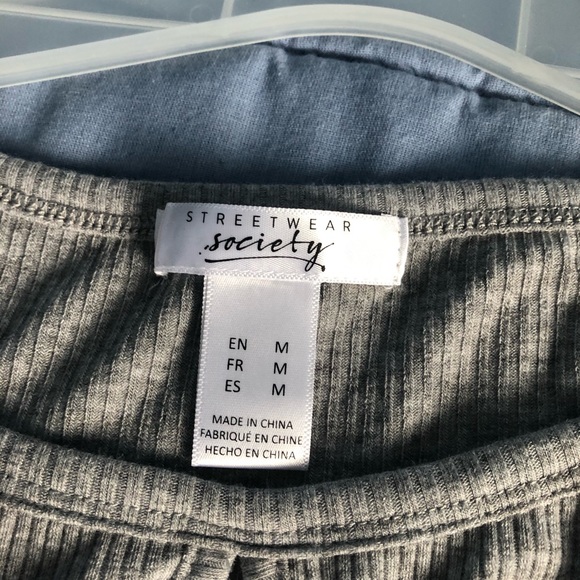 STREETWEAR
society
EN M
FR M
ES M
MADE IN CHINA
FABRIQUÉ EN CHINE
HECHO EN CHINA